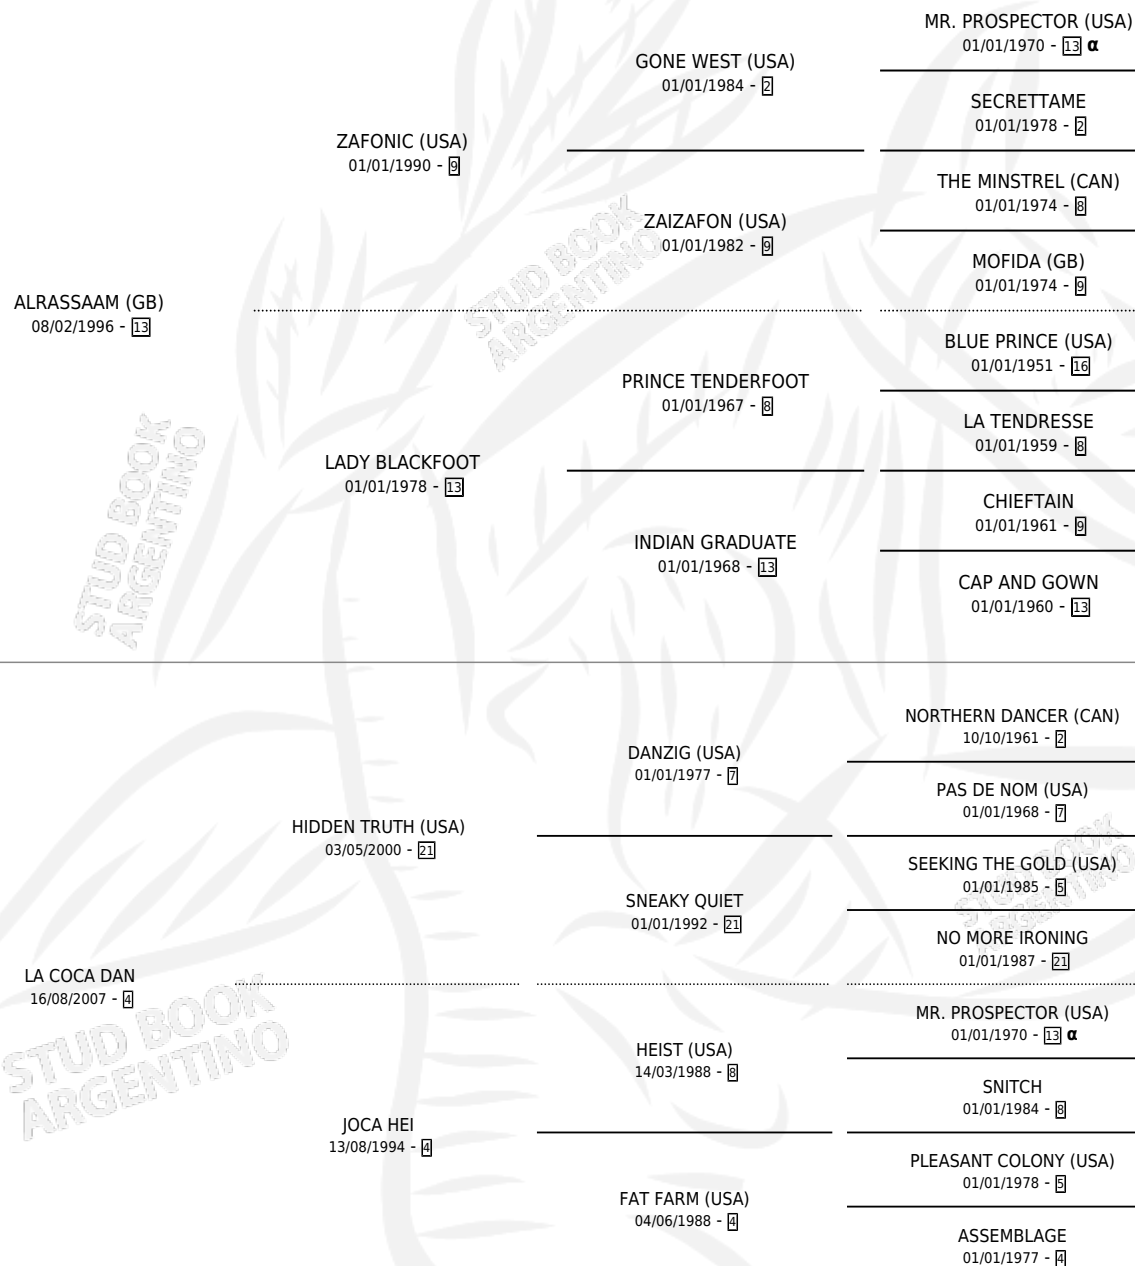 MR. PROSPECTOR (USA)
01/01/1970 - 13 α
GONE WEST (USA)
01/01/1984 - 2
SECRETTAME
01/01/1978 - 2
ZAFONIC (USA)
01/01/1990 - 9
THE MINSTREL (CAN)
01/01/1974 - 8
ZAIZAFON (USA)
01/01/1982 - 9
MOFIDA (GB)
01/01/1974 - 9
ALRASSAAM (GB)
08/02/1996 - 13
BLUE PRINCE (USA)
01/01/1951 - 16
PRINCE TENDERFOOT
01/01/1967 - 8
LA TENDRESSE
01/01/1959 - 8
LADY BLACKFOOT
01/01/1978 - 13
CHIEFTAIN
01/01/1961 - 9
INDIAN GRADUATE
01/01/1968 - 13
CAP AND GOWN
01/01/1960 - 13
NORTHERN DANCER (CAN)
10/10/1961 - 2
DANZIG (USA)
01/01/1977 - 7
PAS DE NOM (USA)
01/01/1968 - 7
HIDDEN TRUTH (USA)
03/05/2000 - 21
SEEKING THE GOLD (USA)
01/01/1985 - 5
SNEAKY QUIET
01/01/1992 - 21
NO MORE IRONING
01/01/1987 - 21
LA COCA DAN
16/08/2007 - 4
MR. PROSPECTOR (USA)
01/01/1970 - 13 α
HEIST (USA)
14/03/1988 - 8
SNITCH
01/01/1984 - 8
JOCA HEI
13/08/1994 - 4
PLEASANT COLONY (USA)
01/01/1978 - 5
FAT FARM (USA)
04/06/1988 - 4
ASSEMBLAGE
01/01/1977 - 4
STUD BOOK
ARGENTINO
STUD BOOK
ARGENTINO
STUD BOOK
ARGENTINO
STUD BOOK
ARGENTINO